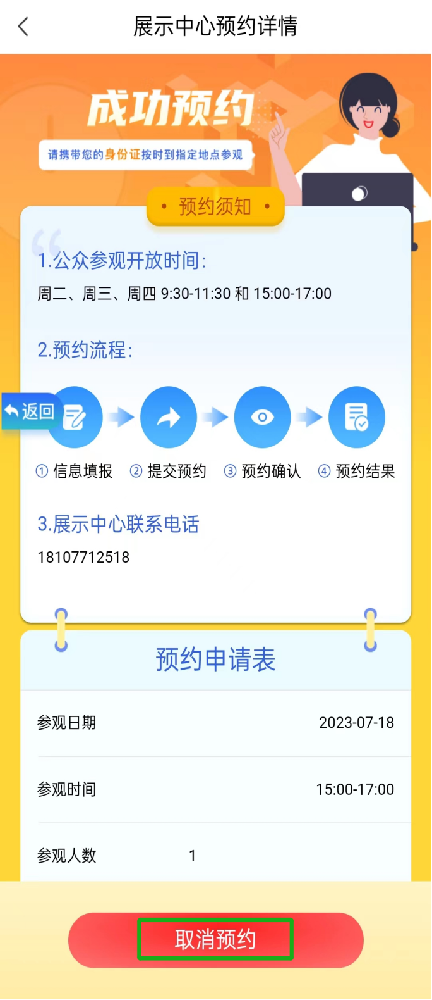 展示中心预约详情
成功预约
请携带您的身份证按时到指定地点参观
· 预约须知 ·
1.公众参观开放时间：
周二、周三、周四 9:30-11:30 和 15:00-17:00
2.预约流程：
返回
① 信息填报 ② 提交预约 ③ 预约确认 ④ 预约结果
3.展示中心联系电话
18107712518
预约申请表
参观日期 2023-07-18
参观时间 15:00-17:00
参观人数 1
取消预约